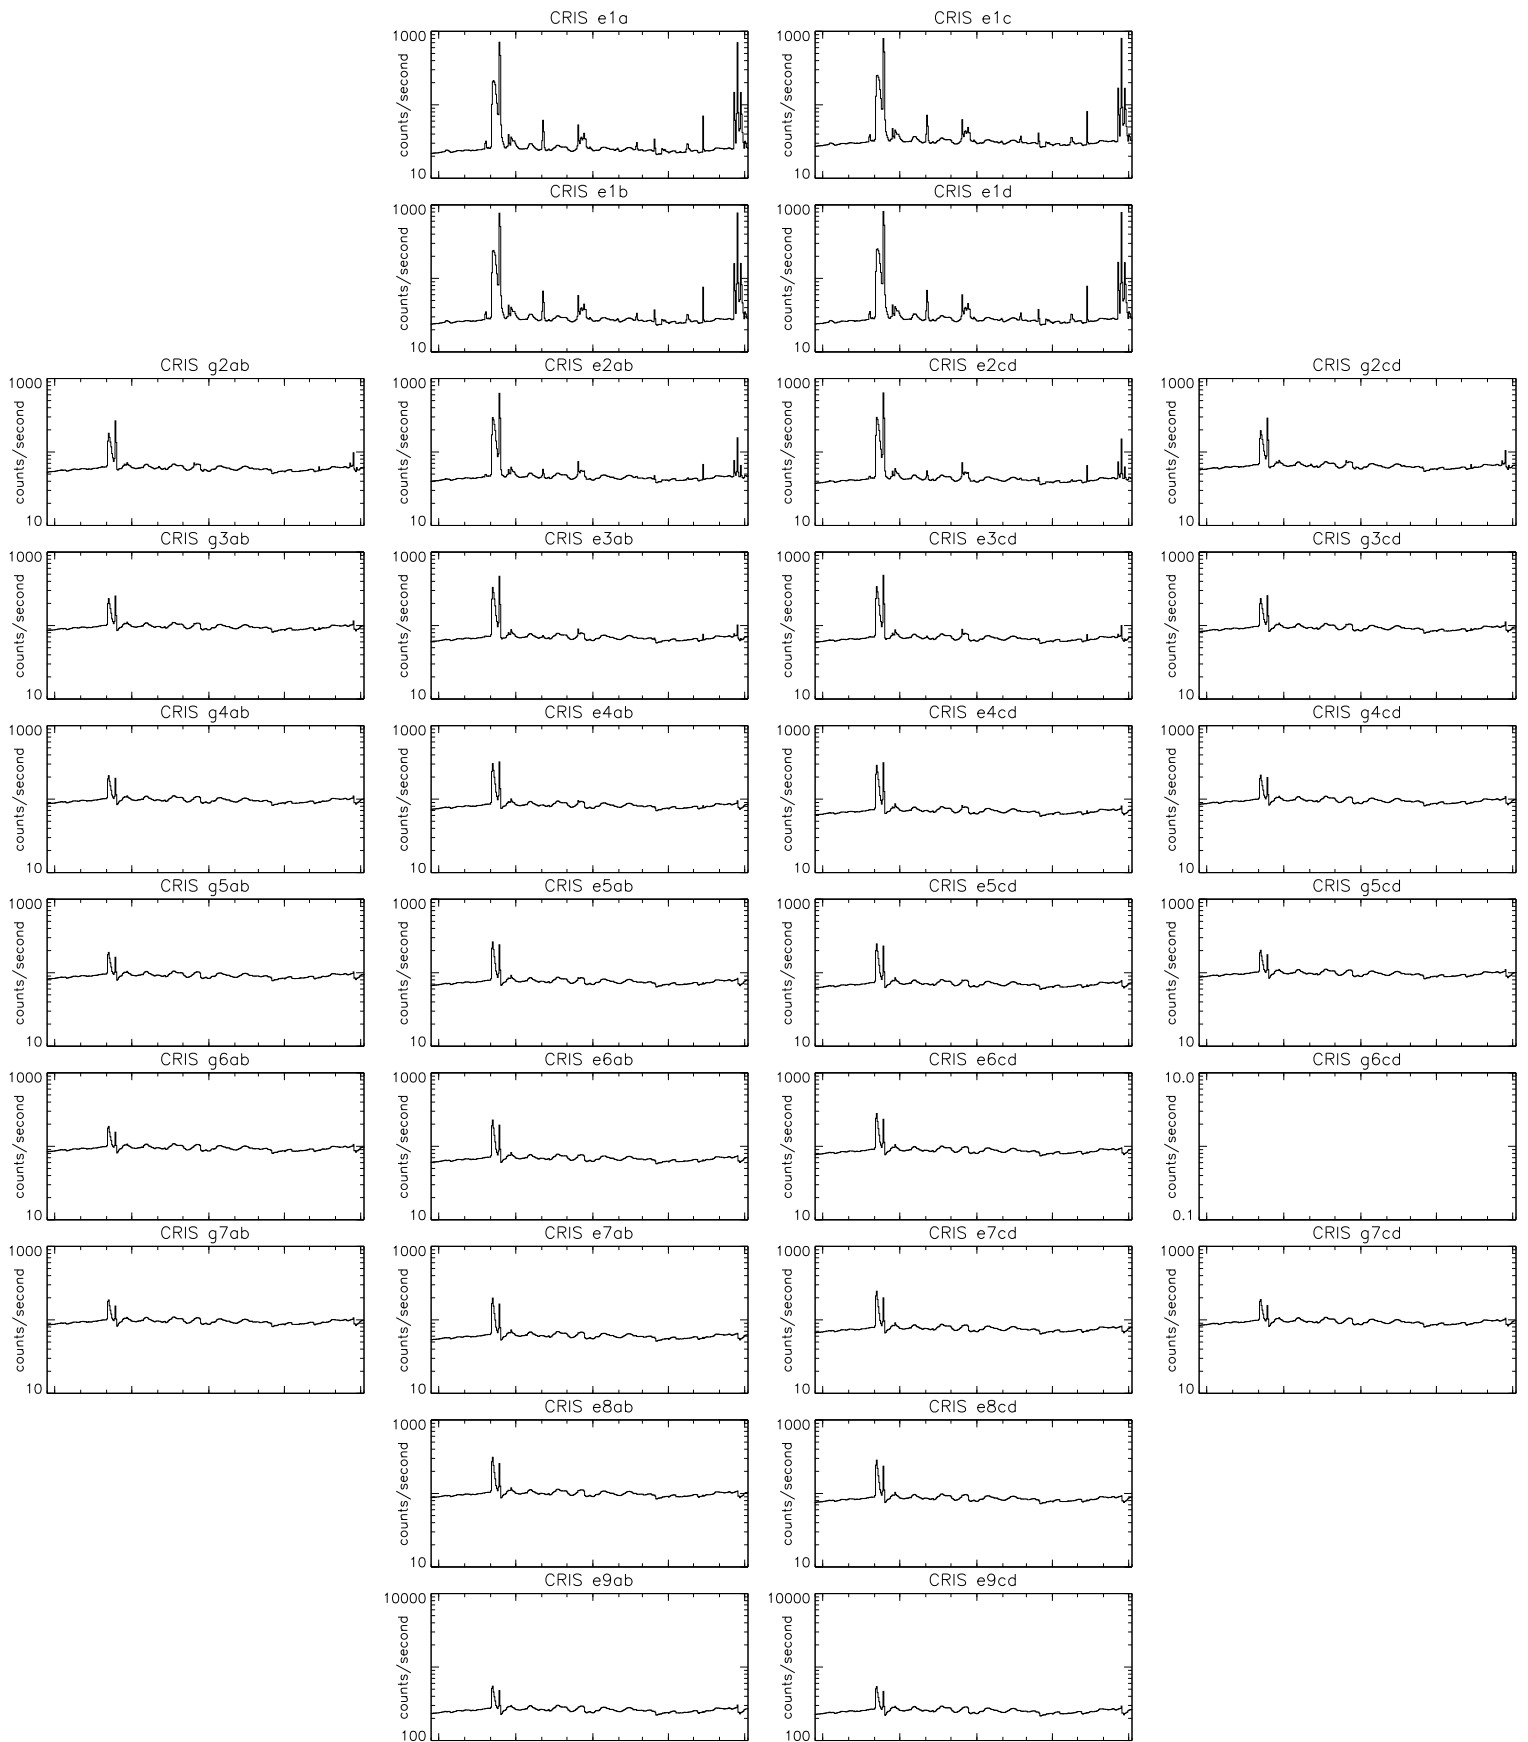 CRIS e1a CRIS e1c
1000 1000
counts/second counts/second
10 10
CRIS e1b CRIS e1d
1000 1000
counts/second counts/second
10 10
CRIS g2ab CRIS e2ab CRIS e2cd CRIS g2cd
1000 1000 1000 1000
counts/second counts/second counts/second counts/second
10 10 10 10
CRIS g3ab CRIS e3ab CRIS e3cd CRIS g3cd
1000 1000 1000 1000
counts/second counts/second counts/second counts/second
10 10 10 10
CRIS g4ab CRIS e4ab CRIS e4cd CRIS g4cd
1000 1000 1000 1000
counts/second counts/second counts/second counts/second
10 10 10 10
CRIS g5ab CRIS e5ab CRIS e5cd CRIS g5cd
1000 1000 1000 1000
counts/second counts/second counts/second counts/second
10 10 10 10
CRIS g6ab CRIS e6ab CRIS e6cd CRIS g6cd
1000 1000 1000 10.0
counts/second counts/second counts/second counts/second
10 10 10 0.1
CRIS g7ab CRIS e7ab CRIS e7cd CRIS g7cd
1000 1000 1000 1000
counts/second counts/second counts/second counts/second
10 10 10 10
CRIS e8ab CRIS e8cd
1000 1000
counts/second counts/second
10 10
CRIS e9ab CRIS e9cd
10000 10000
counts/second counts/second
100 100